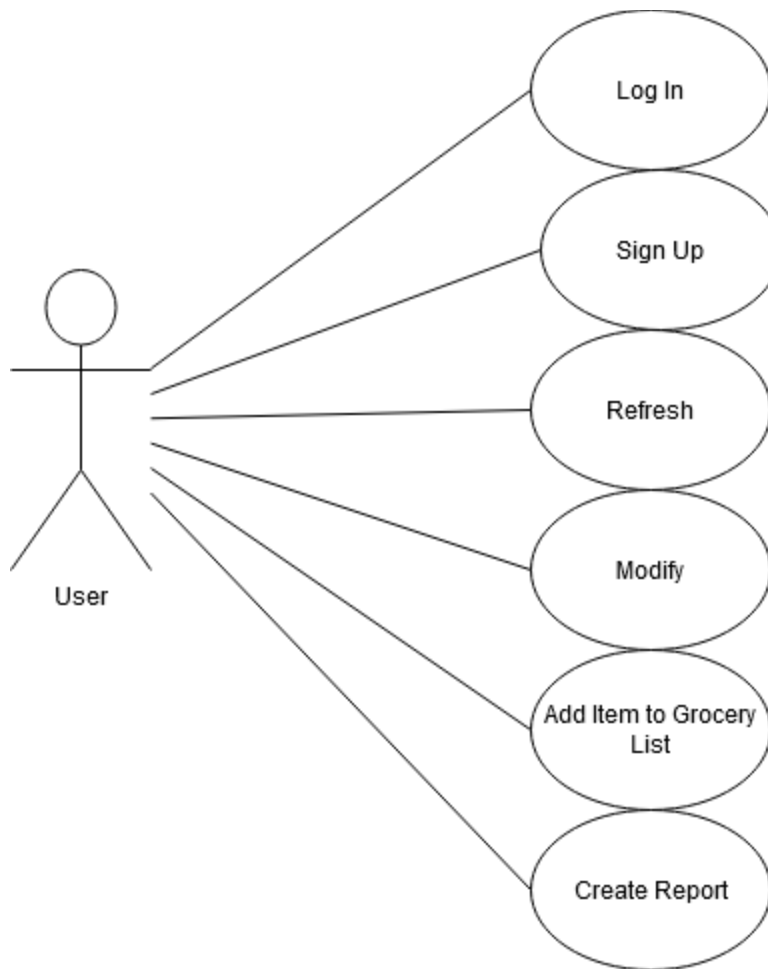 Log In
Sign Up
Refresh
Modify
Add Item to Grocery
List
Create Report
User